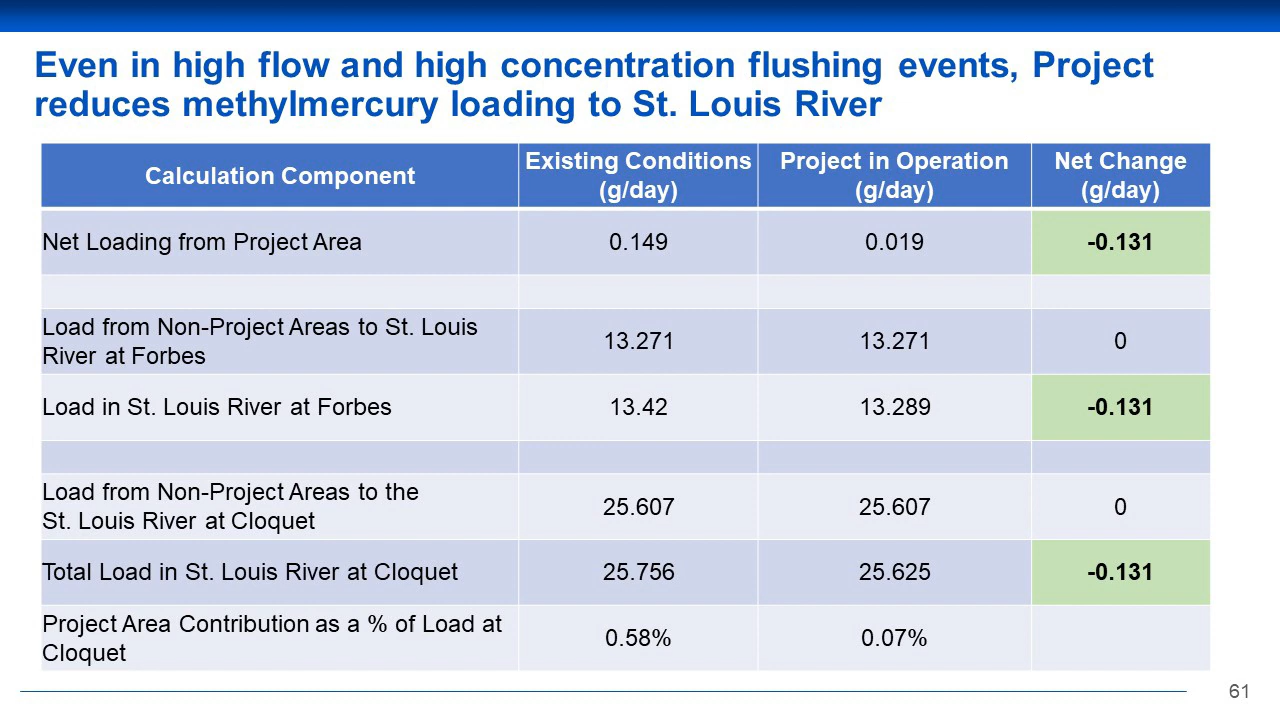 Even in high flow and high concentration flushing events, Project
reduces methylmercury loading to St. Louis River
Calculation Component
Existing Conditions
(g/day)
Project in Operation
(g/day)
Net Change
(g/day)
Net Loading from Project Area
0.149
0.019
-0.131
Load from Non-Project Areas to St. Louis
River at Forbes
13.271
13.271
0
Load in St. Louis River at Forbes
13.42
13.289
-0.131
Load from Non-Project Areas to the
St. Louis River at Cloquet
25.607
25.607
0
Total Load in St. Louis River at Cloquet
25.756
25.625
-0.131
Project Area Contribution as a % of Load at
Cloquet
0.58%
0.07%
61